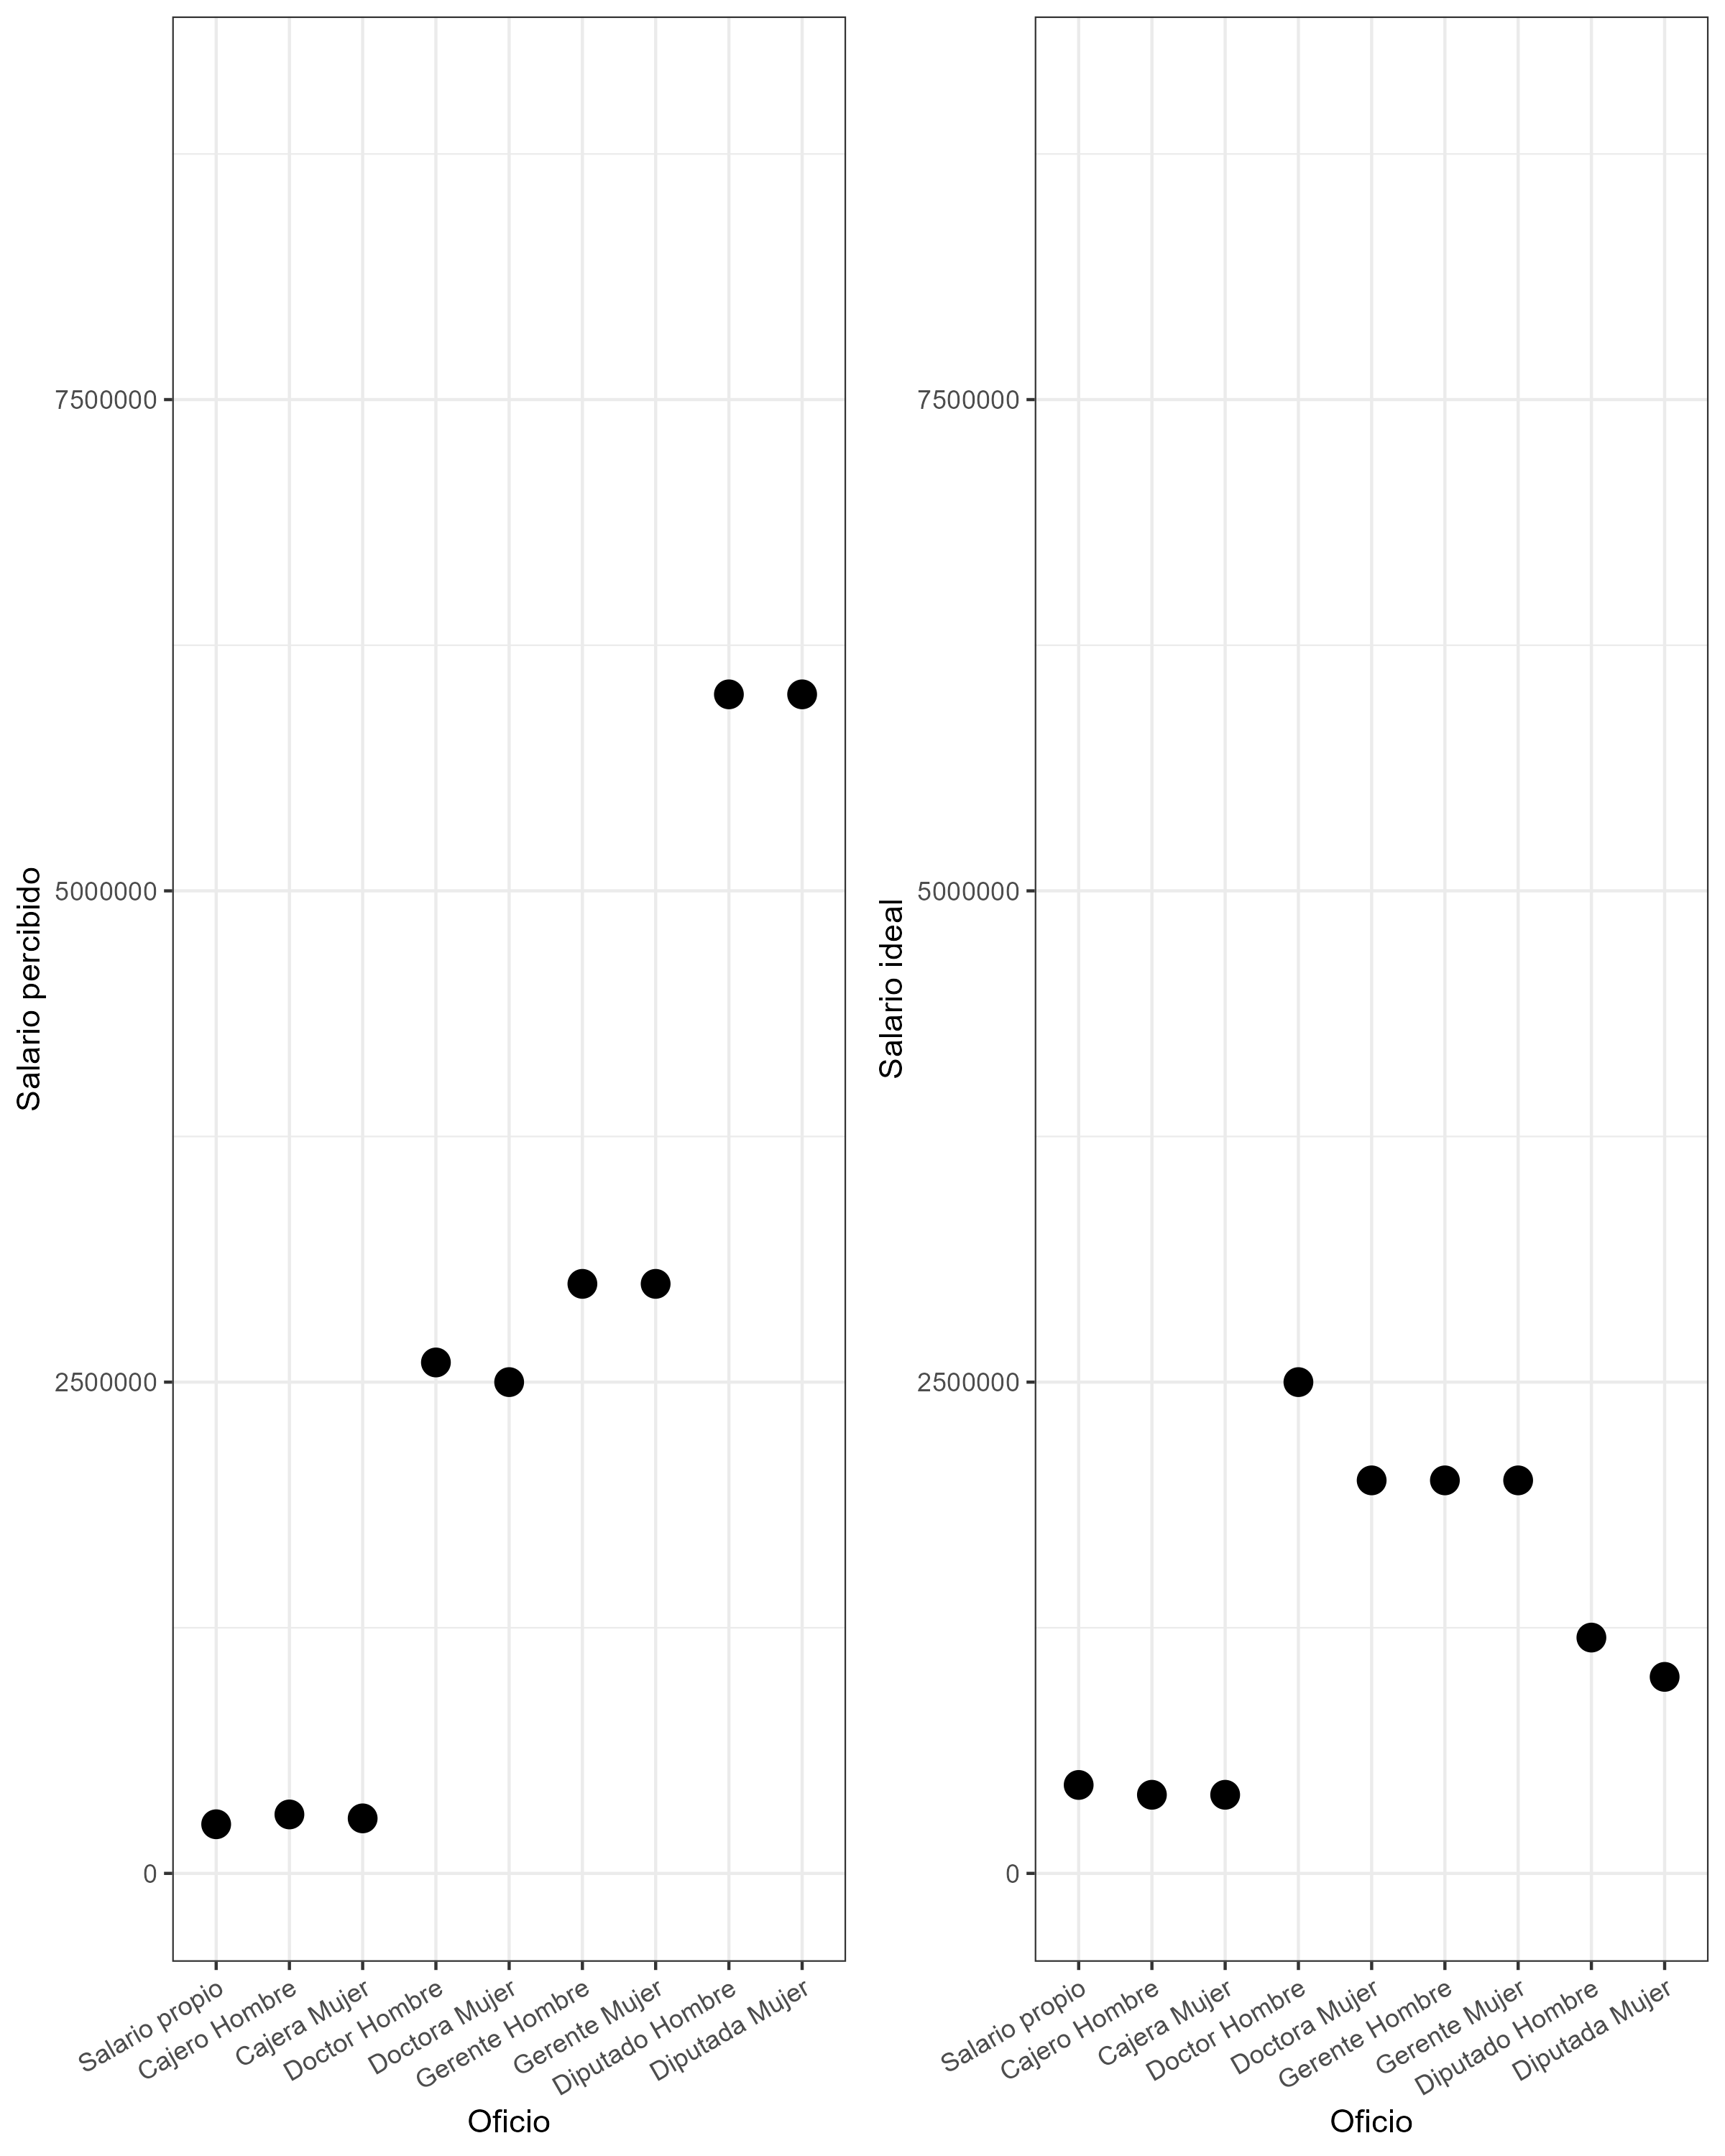 Salario percibido
7500000
5000000
2500000
0
Salario propio
Cajero Hombre
Cajera Mujer
Doctor Hombre
Doctora Mujer
Gerente Hombre
Gerente Mujer
Diputado Hombre
Diputada Mujer
Oficio
Salario ideal
7500000
5000000
2500000
0
Salario propio
Cajero Hombre
Cajera Mujer
Doctor Hombre
Doctora Mujer
Gerente Hombre
Gerente Mujer
Diputado Hombre
Diputada Mujer
Oficio